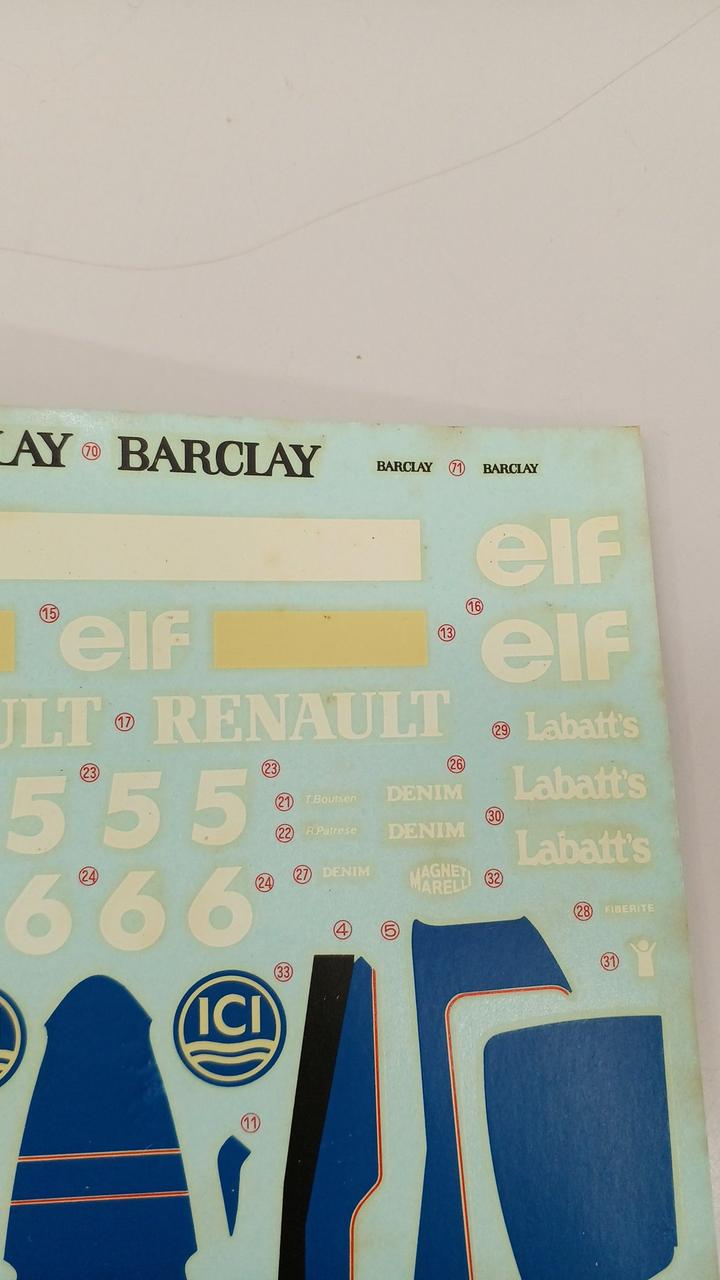 LAY 70 BARCLAY BARCLAY 71 BARCLAY
elf
15 elf 13 16 elf
ULT 17 RENAULT 29 Labatt's
5 23 5 5 23 26 Labatt's
21 T.Boutsen DENIM 30
22 R.Patrese DENIM Labatt's
6 24 6 6 24 27 DENIM MAGNETI MARELLI 32
28 FIBERITE
4 5 31
33 ICI
11